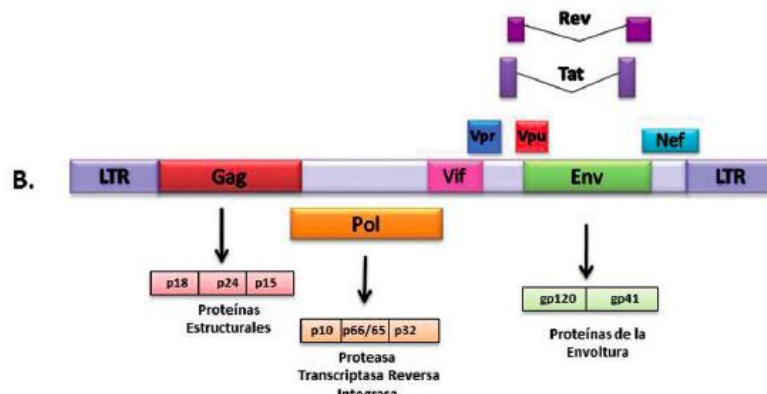 Rev
Tat
Vpr Vpu Nef
B. LTR Gag Vif Env LTR
Pol
p18 p24 p15
gp120 gp41
Proteínas
Estructurales
p10 p66/65 p32
Proteínas de la
Envoltura
Proteasa
Transcriptasa Reversa
Integrasa